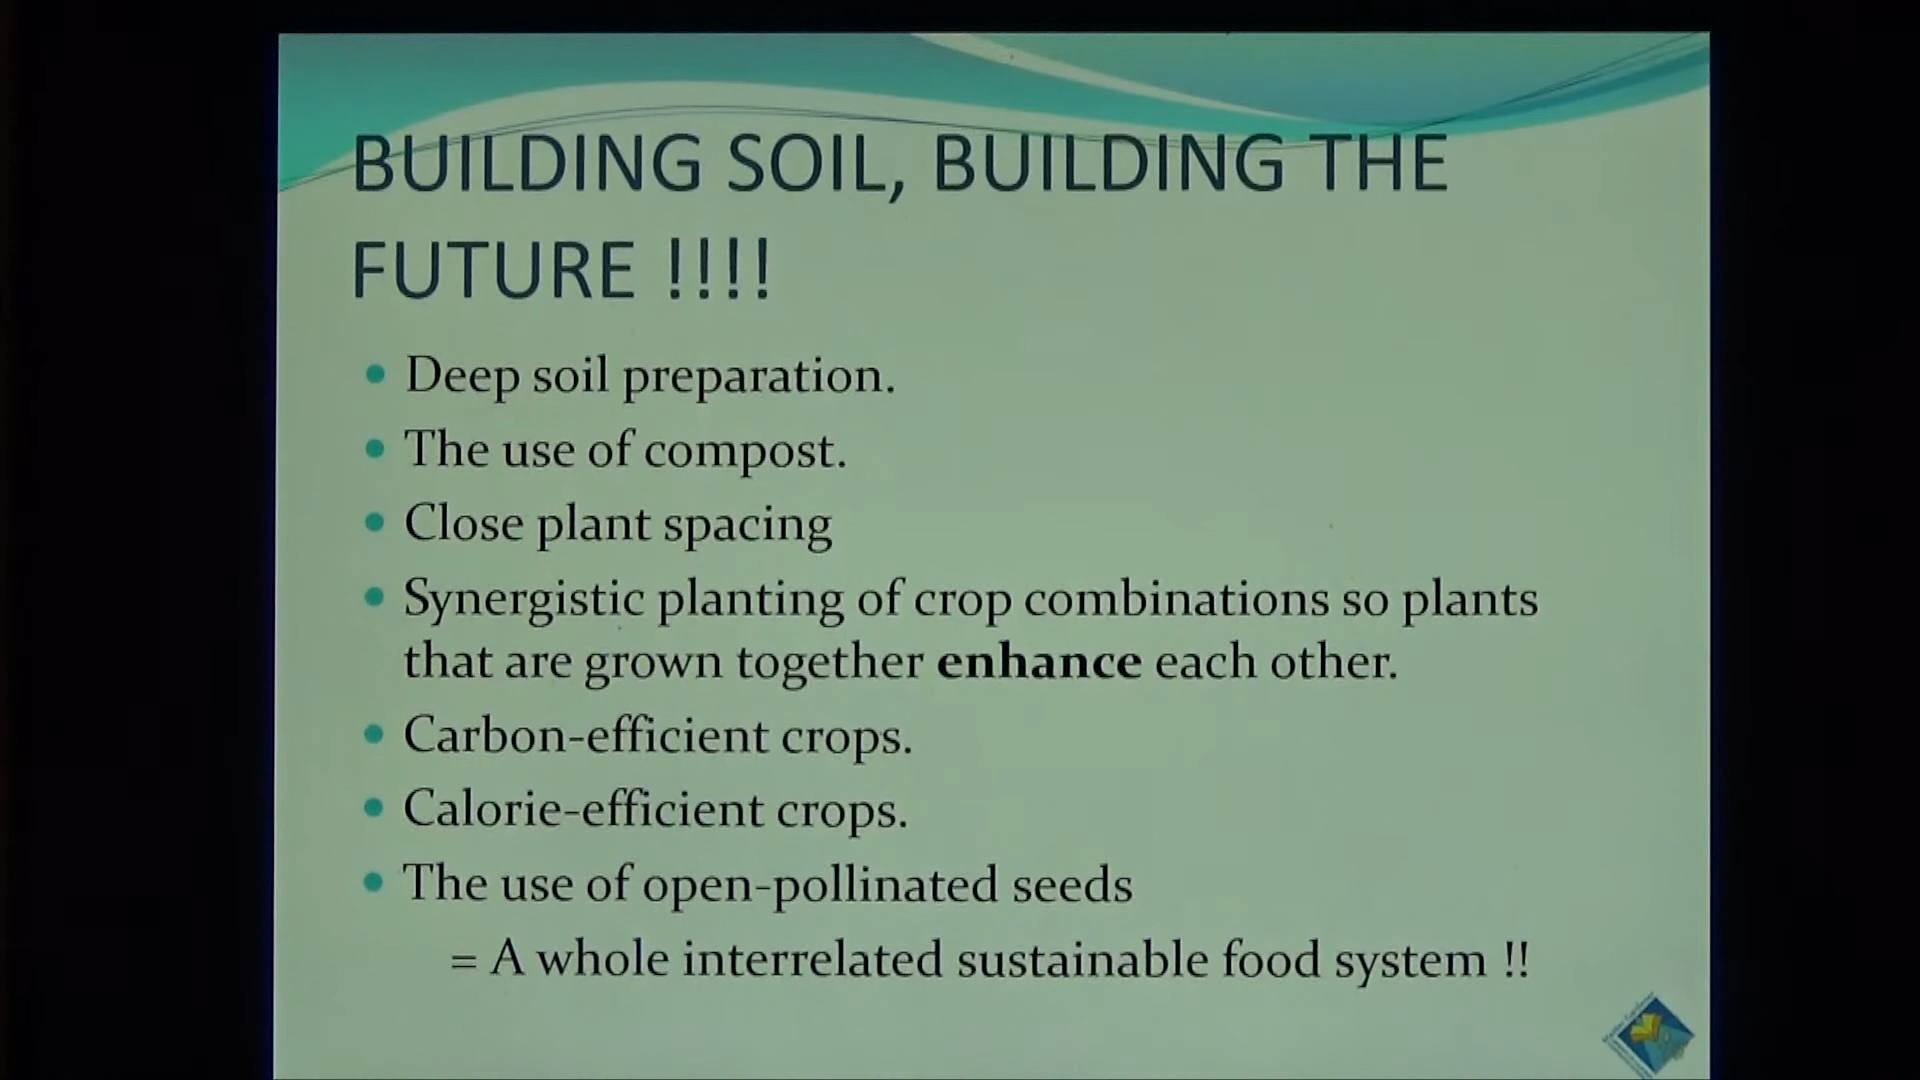 BUILDING SOIL, BUILDING THE
FUTURE !!!!
• Deep soil preparation.
• The use of compost.
• Close plant spacing
• Synergistic planting of crop combinations so plants
that are grown together enhance each other.
• Carbon-efficient crops.
• Calorie-efficient crops.
• The use of open-pollinated seeds
= A whole interrelated sustainable food system !!